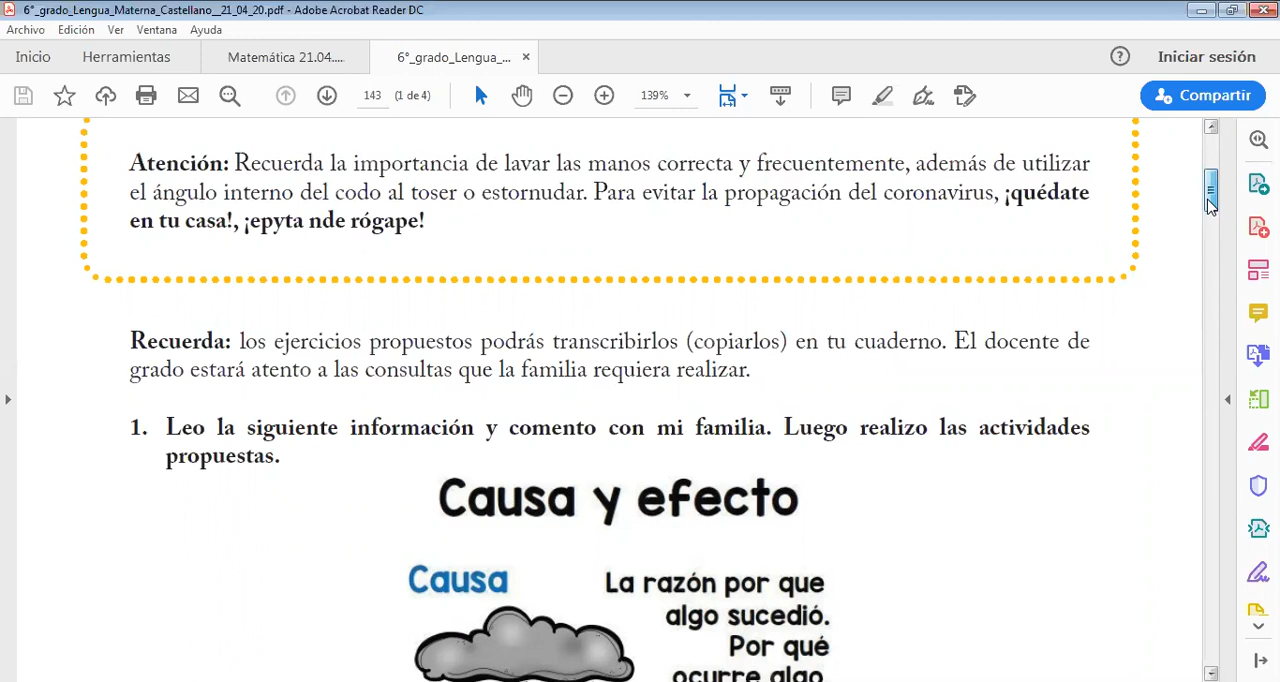 6°_grado_Lengua_Materna_Castellano__21_04_20.pdf - Adobe Acrobat Reader DC
Archivo Edición Ver Ventana Ayuda
Inicio Herramientas Matemática 21.04.... 6°_grado_Lengua_... × ? Iniciar sesión
143 (1 de 4) 139% Compartir
Atención: Recuerda la importancia de lavar las manos correcta y frecuentemente, además de utilizar
el ángulo interno del codo al toser o estornudar. Para evitar la propagación del coronavirus, ¡quédate
en tu casa!, ¡epyta nde rógape!
Recuerda: los ejercicios propuestos podrás transcribirlos (copiarlos) en tu cuaderno. El docente de
grado estará atento a las consultas que la familia requiera realizar.
1. Leo la siguiente información y comento con mi familia. Luego realizo las actividades
propuestas.
Causa y efecto
Causa
La razón por que
algo sucedió.
Por qué
ocurre algo.